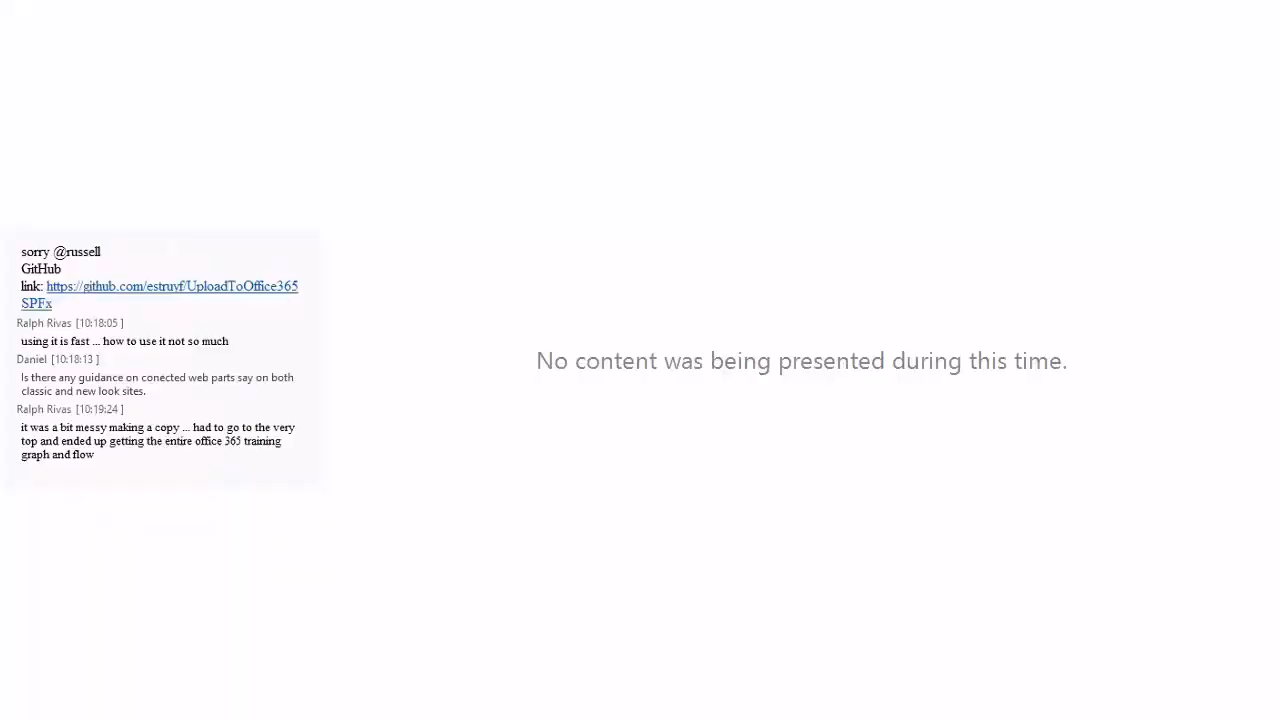 sorry @russell
GitHub
link: https://github.com/estruyf/UploadToOffice365
SPFx
Ralph Rivas [10:18:05 ]
using it is fast ... how to use it not so much
Daniel [10:18:13 ]
Is there any guidance on conected web parts say on both
classic and new look sites.
Ralph Rivas [10:19:24 ]
it was a bit messy making a copy ... had to go to the very
top and ended up getting the entire office 365 training
graph and flow
No content was being presented during this time.